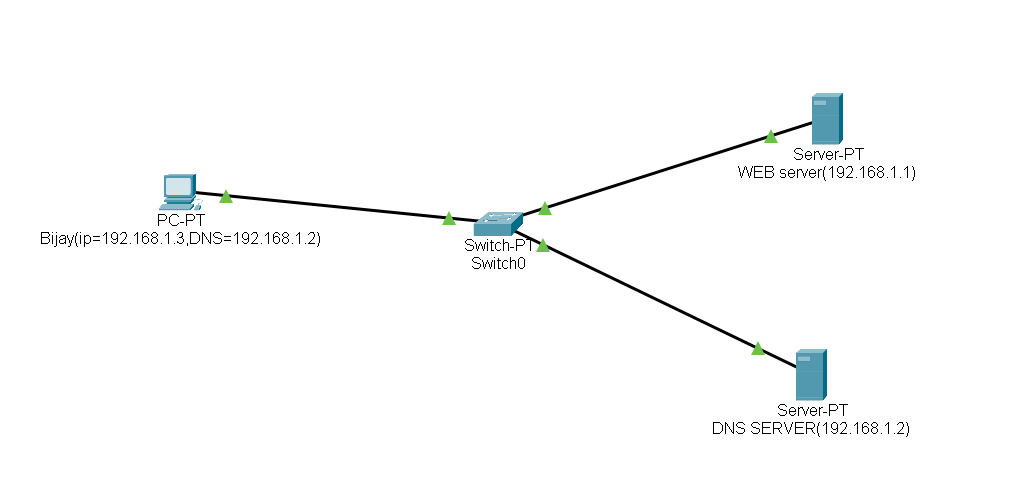 Server-PT
WEB server(192.168.1.1)
PC-PT
Bijay(ip=192.168.1.3,DNS=192.168.1.2)
Switch-PT
Switch0
Server-PT
DNS SERVER(192.168.1.2)